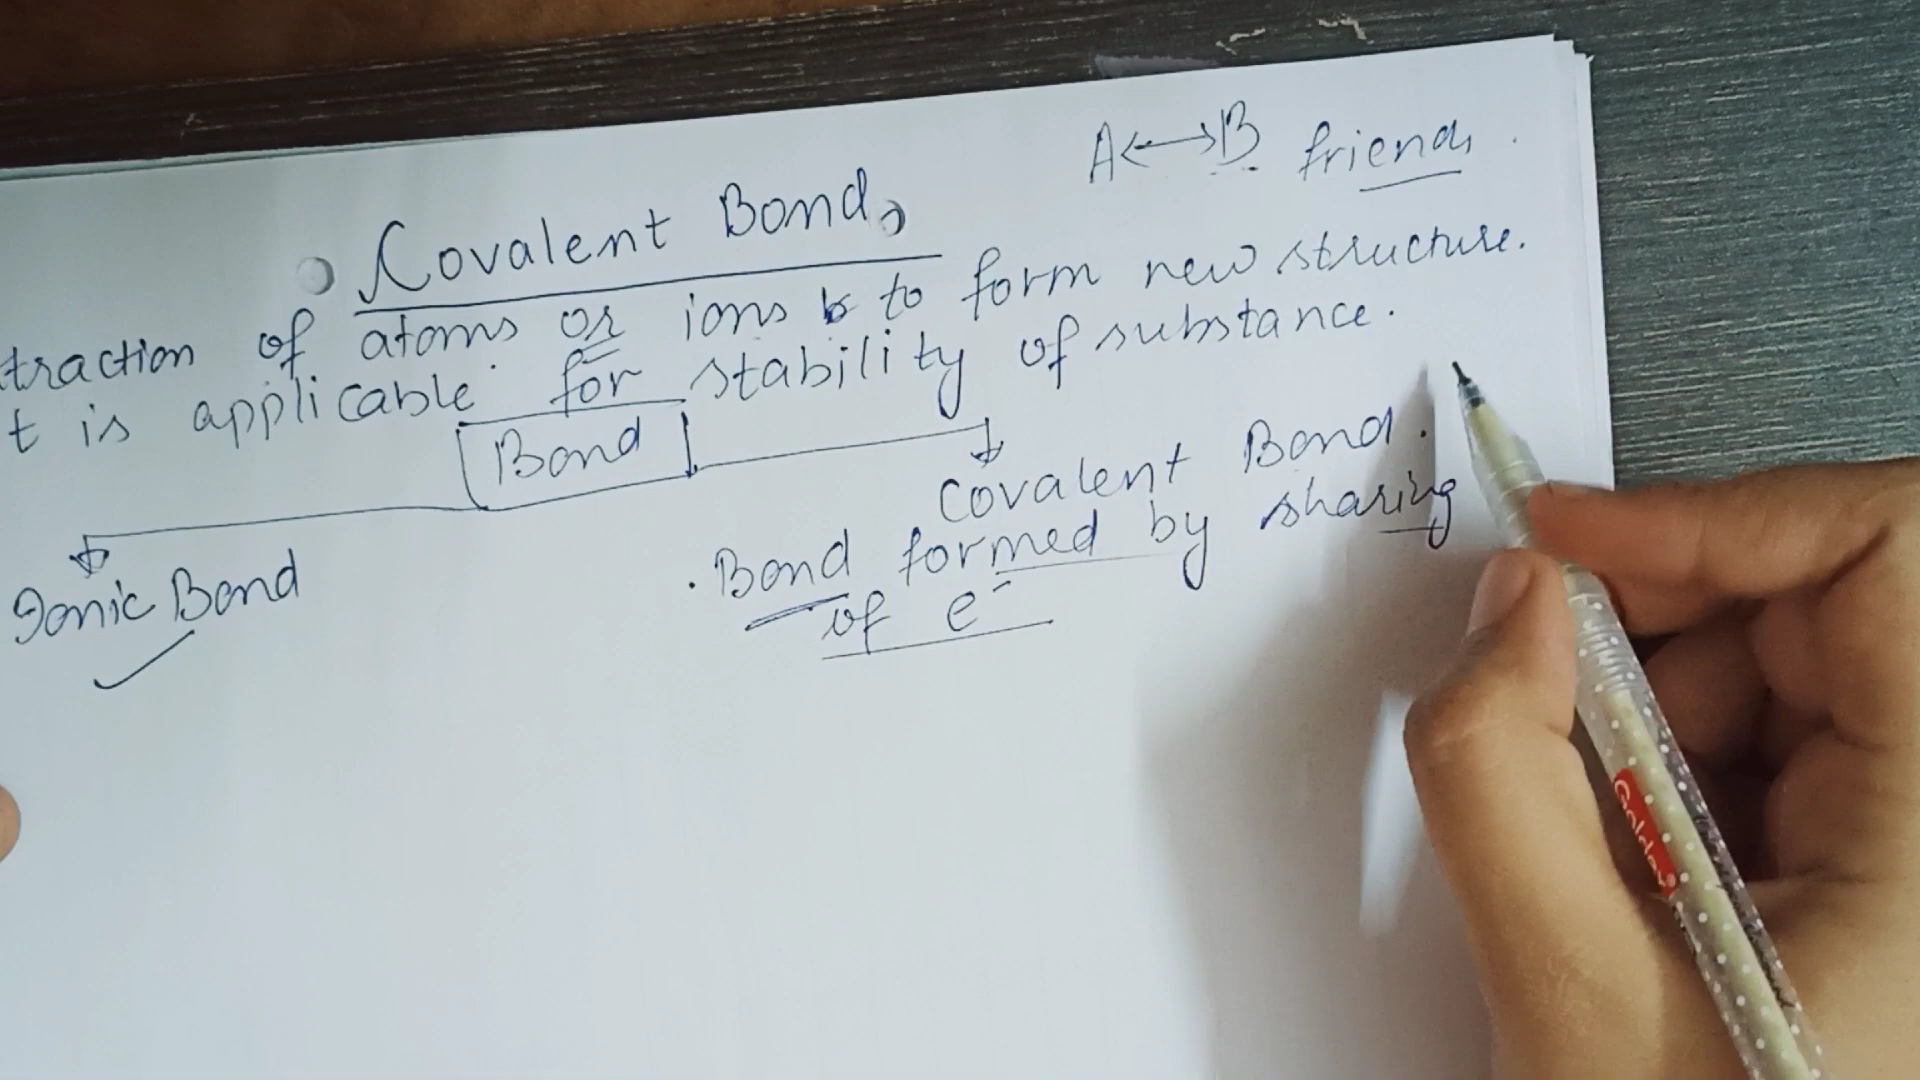 A⟷B friends.
Covalent Bond,
traction of atoms or ions to form new structure.
t is applicable for stability of substance.
Bond
Covalent Bond.
Ionic Bond
. Bond formed by sharing
of e⁻